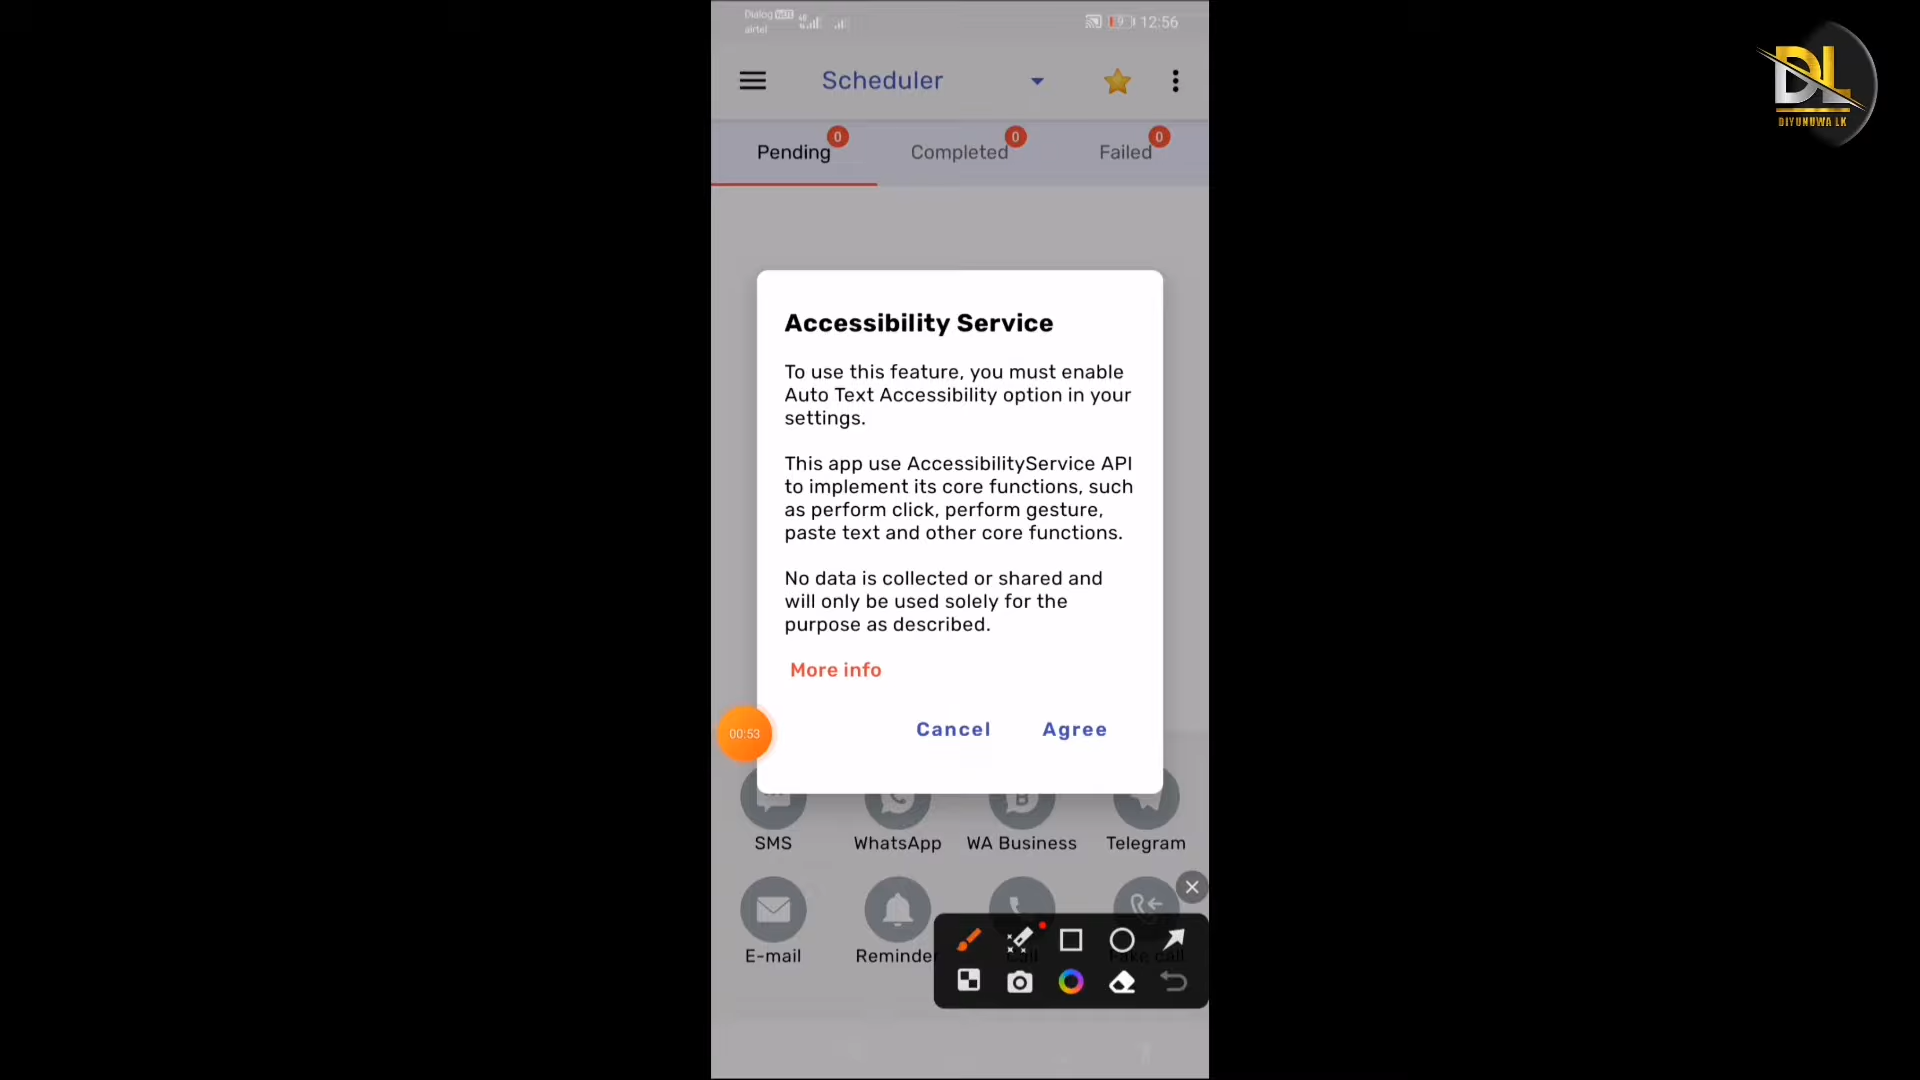 Dialog VoLTE
airtel
4G
9
12:56
DL
DIYUNUWA LK
Scheduler
Pending 0
Completed 0
Failed 0
Accessibility Service
To use this feature, you must enable
Auto Text Accessibility option in your
settings.
This app use AccessibilityService API
to implement its core functions, such
as perform click, perform gesture,
paste text and other core functions.
No data is collected or shared and
will only be used solely for the
purpose as described.
More info
Cancel
Agree
00:53
SMS
WhatsApp
WA Business
Telegram
E-mail
Reminder
Call
Fake call